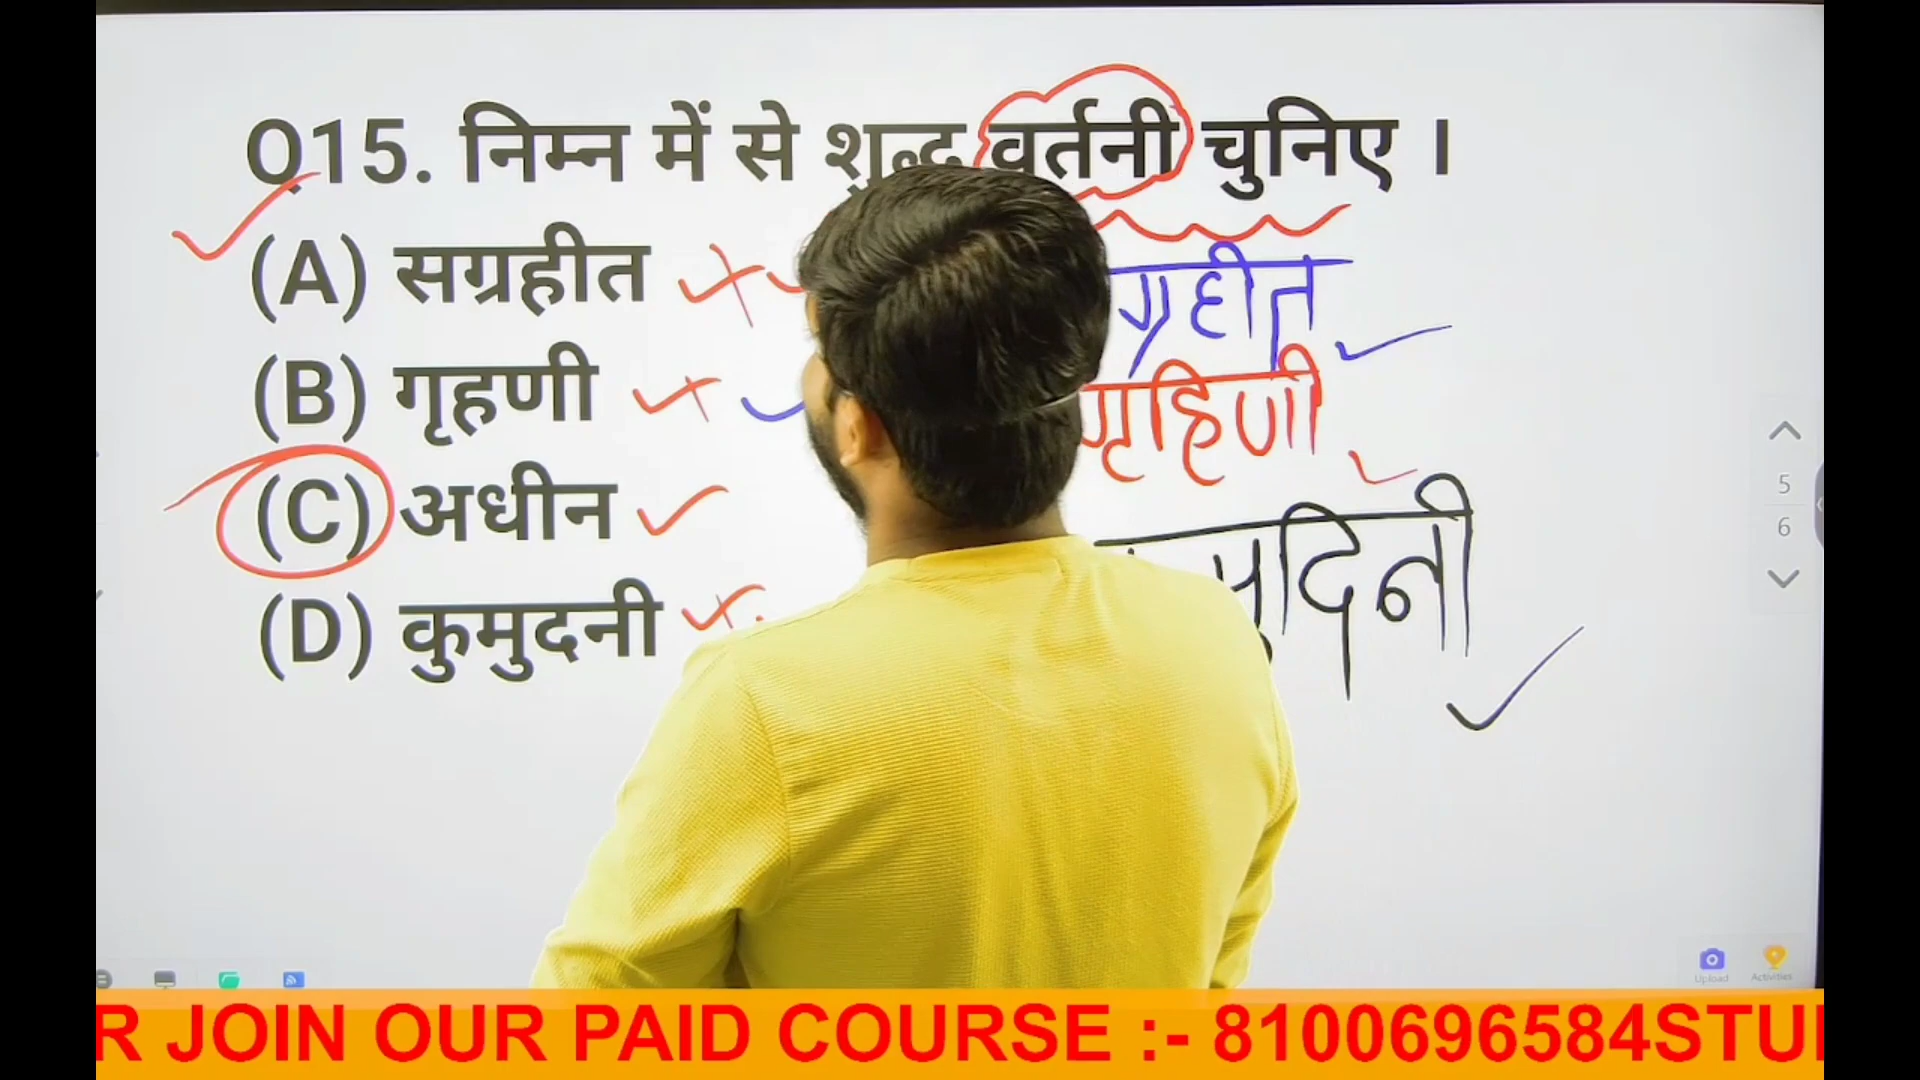 Q15. निम्न में से शुद्ध वर्तनी चुनिए ।
(A) सग्रहीत ग्रहीत
(B) गृहणी गृहिणी
(C) अधीन
(D) कुमुदनी मुदिनी
5
6
Upload Activities
R JOIN OUR PAID COURSE :- 8100696584STU